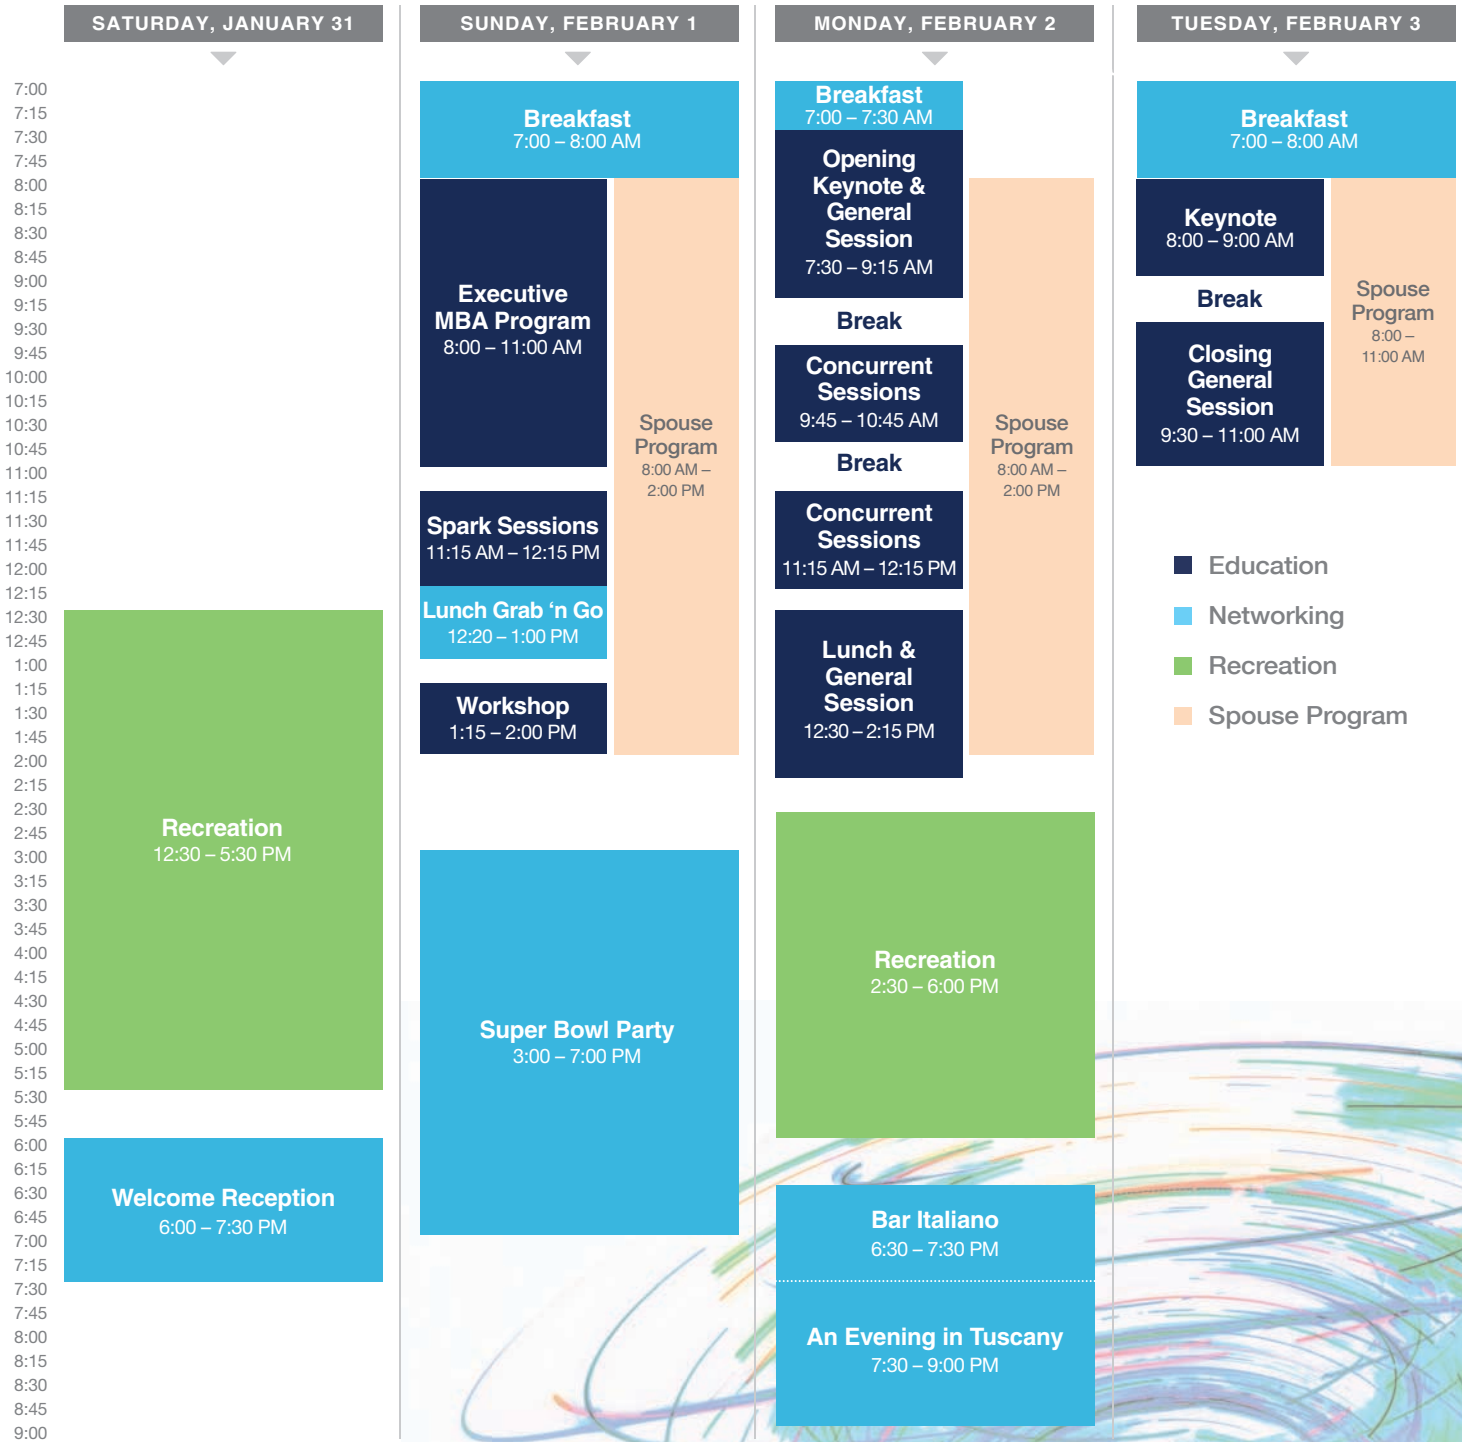 SATURDAY, JANUARY 31
SUNDAY, FEBRUARY 1
MONDAY, FEBRUARY 2
TUESDAY, FEBRUARY 3
7:00
7:15
7:30
7:45
8:00
8:15
8:30
8:45
9:00
9:15
9:30
9:45
10:00
10:15
10:30
10:45
11:00
11:15
11:30
11:45
12:00
12:15
12:30
12:45
1:00
1:15
1:30
1:45
2:00
2:15
2:30
2:45
3:00
3:15
3:30
3:45
4:00
4:15
4:30
4:45
5:00
5:15
5:30
5:45
6:00
6:15
6:30
6:45
7:00
7:15
7:30
7:45
8:00
8:15
8:30
8:45
9:00
Recreation
12:30 – 5:30 PM
Welcome Reception
6:00 – 7:30 PM
Breakfast
7:00 – 8:00 AM
Executive
MBA Program
8:00 – 11:00 AM
Spark Sessions
11:15 AM – 12:15 PM
Lunch Grab ‘n Go
12:20 – 1:00 PM
Workshop
1:15 – 2:00 PM
Spouse
Program
8:00 AM –
2:00 PM
Super Bowl Party
3:00 – 7:00 PM
Breakfast
7:00 – 7:30 AM
Opening
Keynote &
General
Session
7:30 – 9:15 AM
Break
Concurrent
Sessions
9:45 – 10:45 AM
Break
Concurrent
Sessions
11:15 AM – 12:15 PM
Lunch &
General
Session
12:30 – 2:15 PM
Spouse
Program
8:00 AM –
2:00 PM
Recreation
2:30 – 6:00 PM
Bar Italiano
6:30 – 7:30 PM
An Evening in Tuscany
7:30 – 9:00 PM
Breakfast
7:00 – 8:00 AM
Keynote
8:00 – 9:00 AM
Break
Closing
General
Session
9:30 – 11:00 AM
Spouse
Program
8:00 –
11:00 AM
Education
Networking
Recreation
Spouse Program